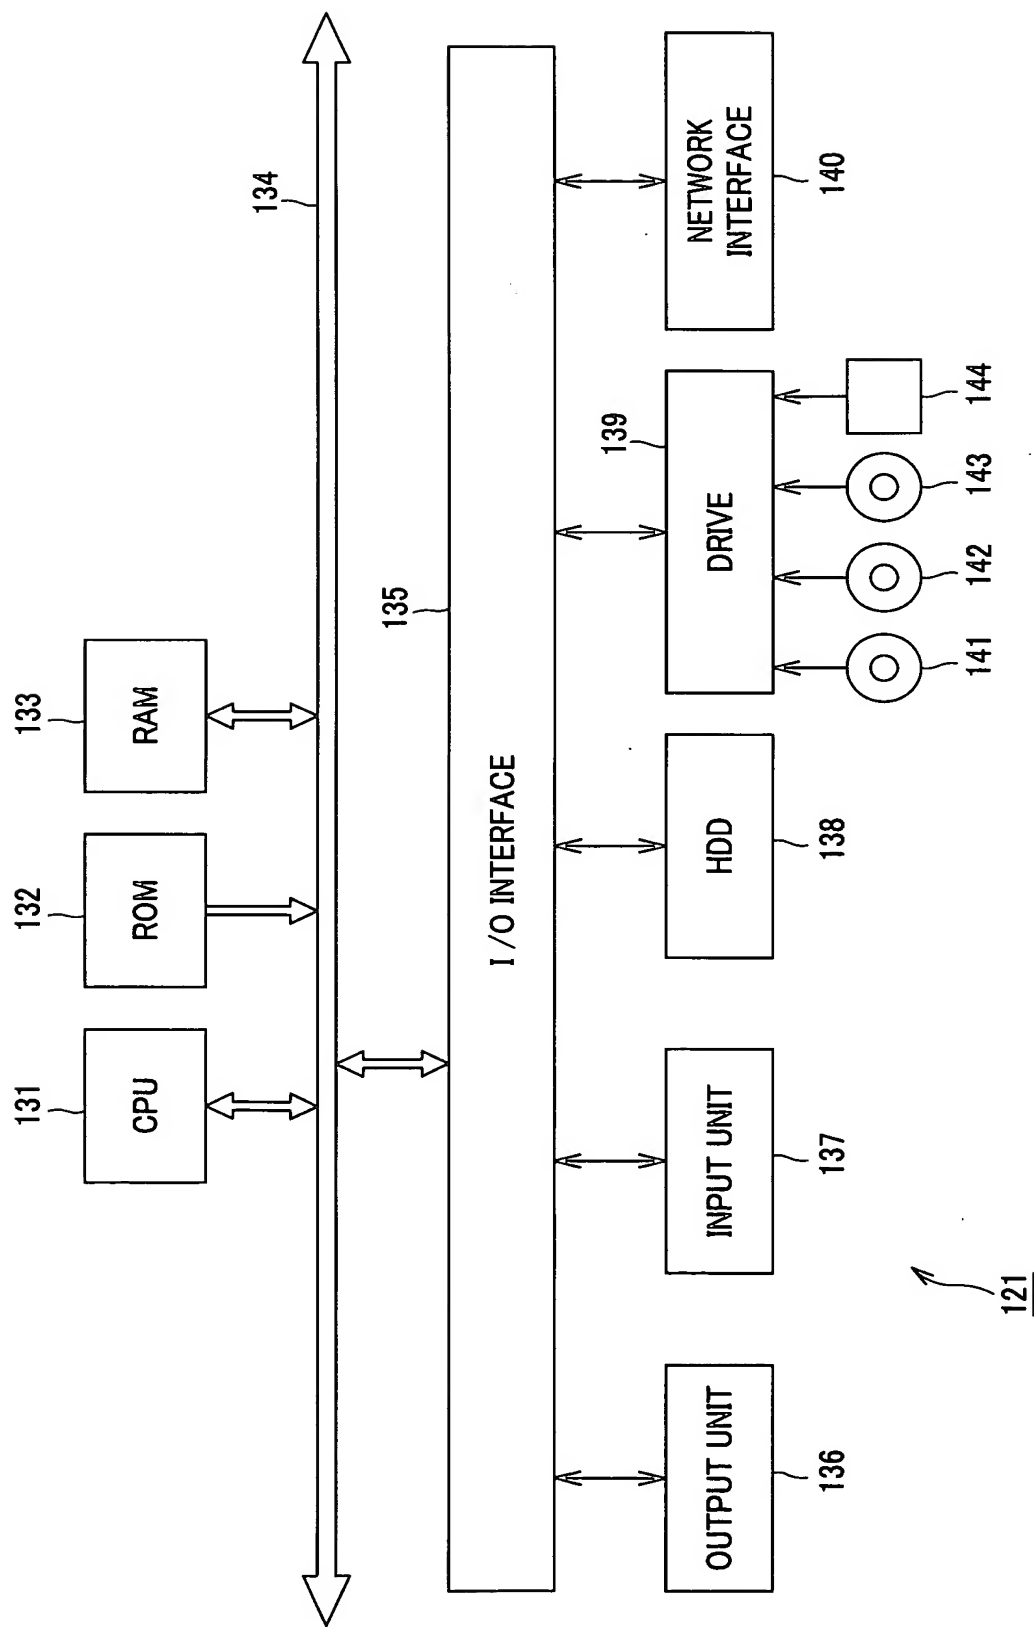 131
132
133
CPU
ROM
RAM
134
135
I/O INTERFACE
139
OUTPUT UNIT
INPUT UNIT
HDD
DRIVE
NETWORK
INTERFACE
136
137
138
140
141
142
143
144
121